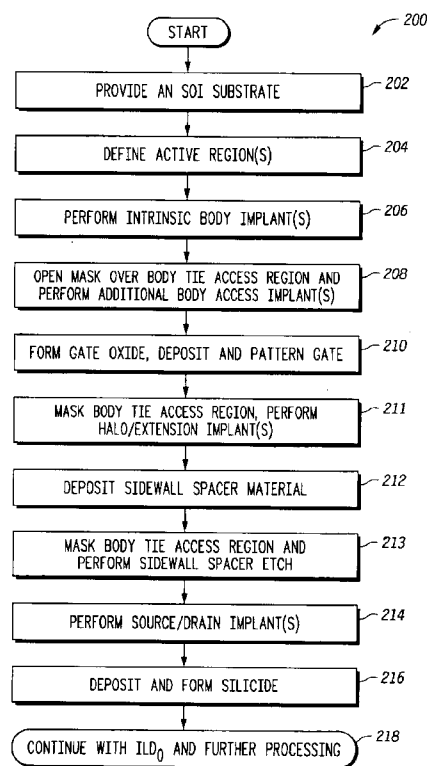 START
200
PROVIDE AN SOI SUBSTRATE
202
DEFINE ACTIVE REGION(S)
204
PERFORM INTRINSIC BODY IMPLANT(S)
206
OPEN MASK OVER BODY TIE ACCESS REGION AND
PERFORM ADDITIONAL BODY ACCESS IMPLANT(S)
208
FORM GATE OXIDE, DEPOSIT AND PATTERN GATE
210
MASK BODY TIE ACCESS REGION, PERFORM
HALO/EXTENSION IMPLANT(S)
211
DEPOSIT SIDEWALL SPACER MATERIAL
212
MASK BODY TIE ACCESS REGION AND
PERFORM SIDEWALL SPACER ETCH
213
PERFORM SOURCE/DRAIN IMPLANT(S)
214
DEPOSIT AND FORM SILICIDE
216
CONTINUE WITH ILD₀ AND FURTHER PROCESSING
218